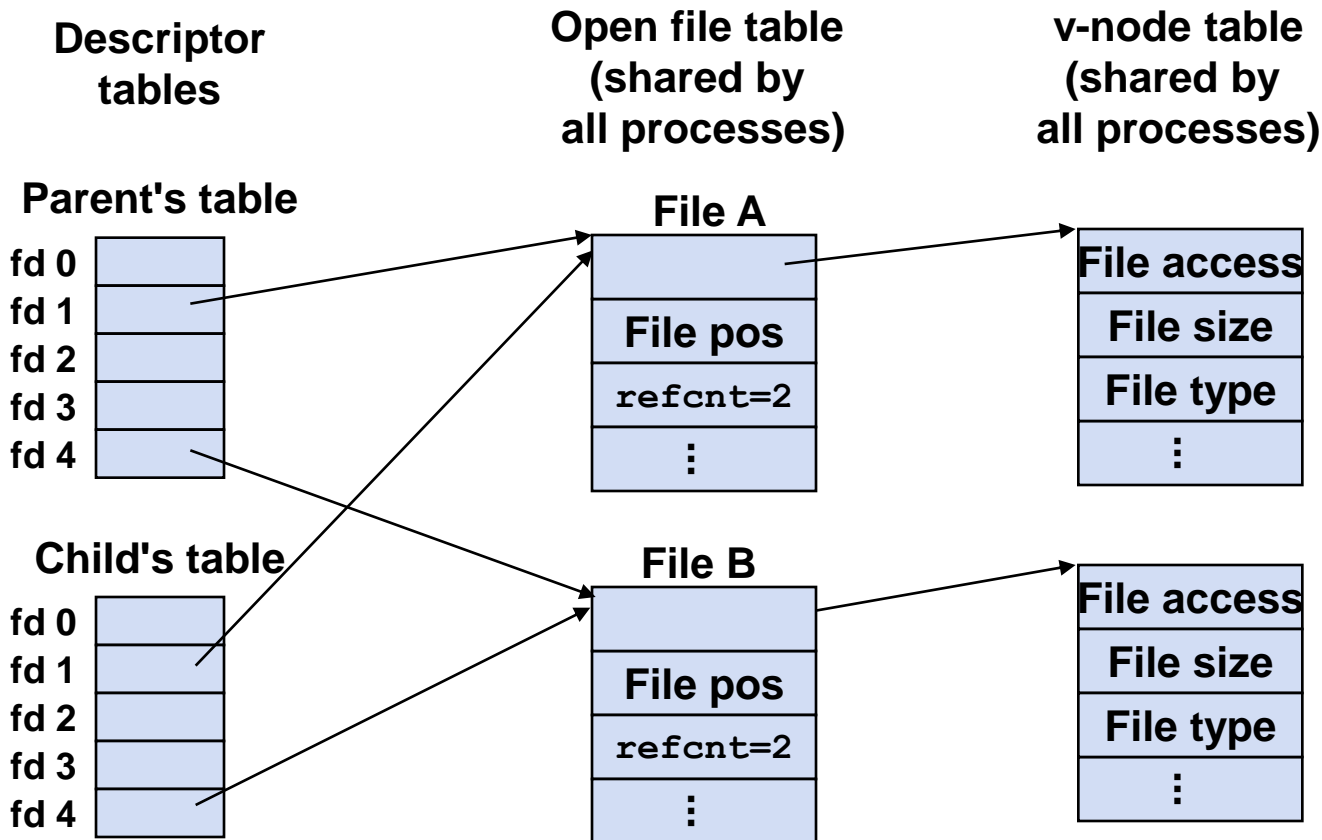 Descriptor
tables
Open file table
(shared by
all processes)
v-node table
(shared by
all processes)
Parent's table
fd 0
fd 1
fd 2
fd 3
fd 4
File A
File pos
refcnt=2
⋮
File access
File size
File type
⋮
Child's table
fd 0
fd 1
fd 2
fd 3
fd 4
File B
File pos
refcnt=2
⋮
File access
File size
File type
⋮